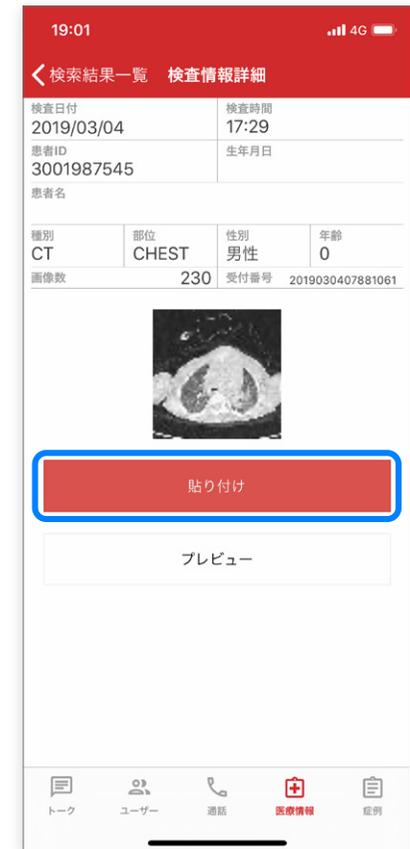 19:01 4G
検索結果一覧 検査情報詳細
検査日付 検査時間
2019/03/04 17:29
患者ID 生年月日
3001987545
患者名
種別 部位 性別 年齢
CT CHEST 男性 0
画像数 230 受付番号 2019030407881061
貼り付け
プレビュー
トーク ユーザー 通話 医療情報 症例